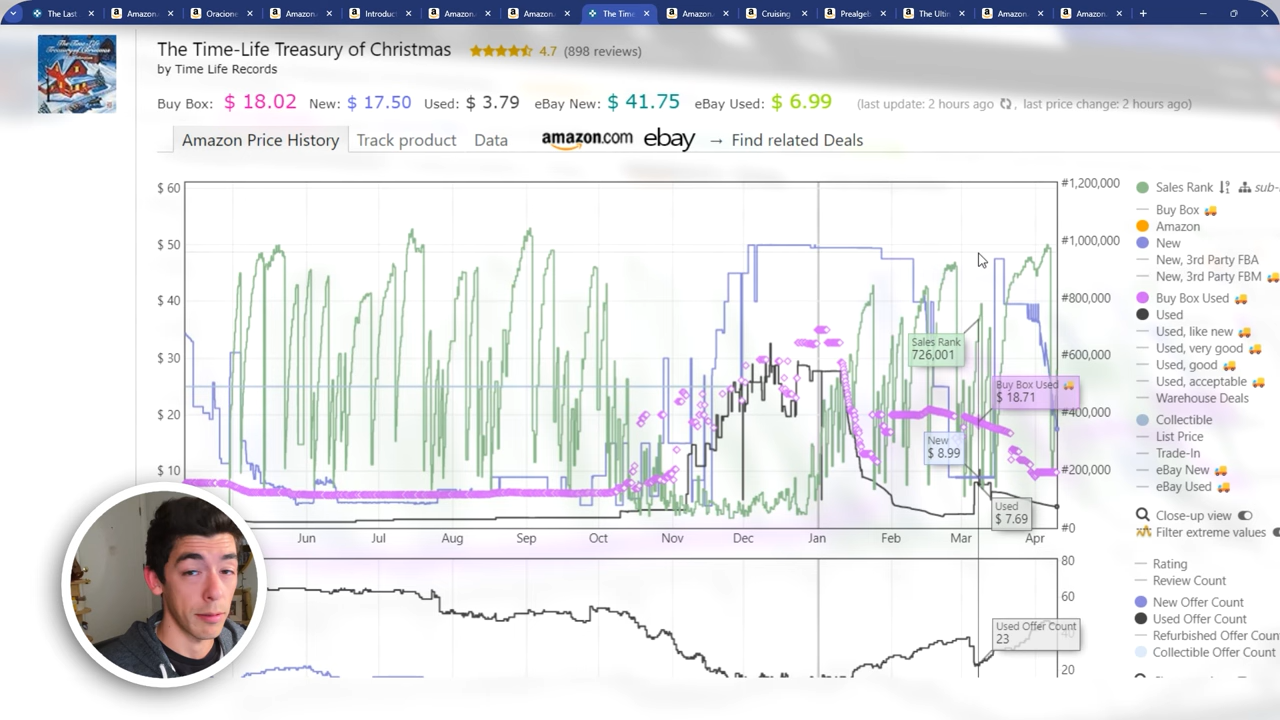 The Last
Amazon.
Oracione
Amazon.
Introduc
Amazon.
Amazon.
The Time
Amazon.
Cruising
Prealgel
The Ultin
Amazon.
Amazon.
The Time-Life Treasury of Christmas 4.7 (898 reviews)
by Time Life Records
Buy Box: $ 18.02 New: $ 17.50 Used: $ 3.79 eBay New: $ 41.75 eBay Used: $ 6.99 (last update: 2 hours ago , last price change: 2 hours ago)
Amazon Price History Track product Data amazon.com ebay → Find related Deals
$ 60
$ 50
$ 40
$ 30
$ 20
$ 10
#1,200,000
#1,000,000
#800,000
#600,000
#400,000
#200,000
#0
Sales Rank
726,001
Buy Box Used
$ 18.71
New
$ 8.99
Used
$ 7.69
Jun Jul Aug Sep Oct Nov Dec Jan Feb Mar Apr
80
60
40
20
Used Offer Count
23
Sales Rank sub-
Buy Box
Amazon
New
New, 3rd Party FBA
New, 3rd Party FBM
Buy Box Used
Used
Used, like new
Used, very good
Used, good
Used, acceptable
Warehouse Deals
Collectible
List Price
Trade-In
eBay New
eBay Used
Close-up view
Filter extreme values
Rating
Review Count
New Offer Count
Used Offer Count
Refurbished Offer Coun
Collectible Offer Count